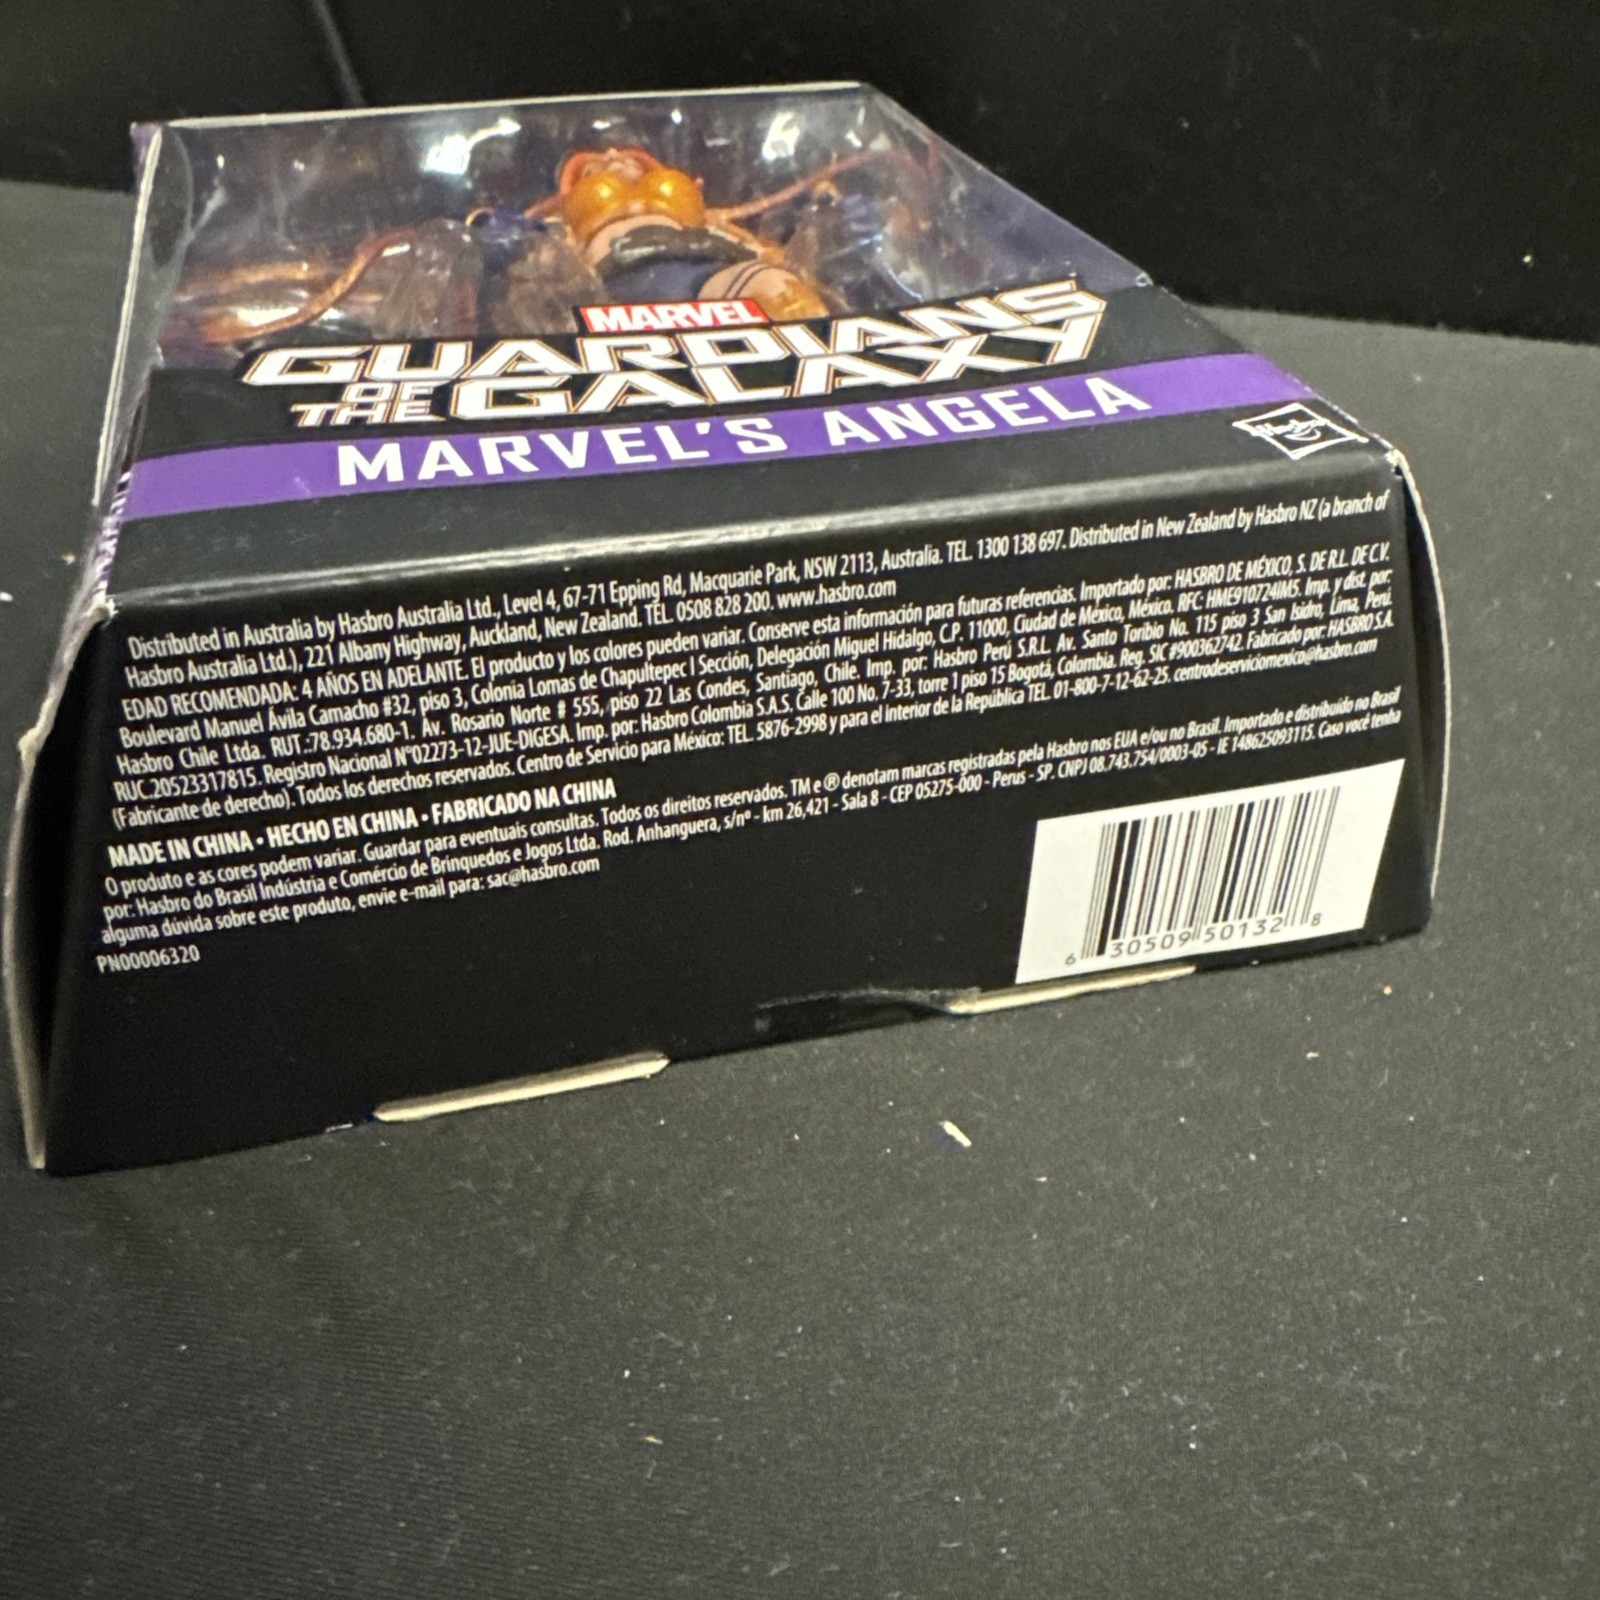 MARVEL
GUARDIANS
OF THE GALAXY
MARVEL'S ANGELA
Hasbro
Distributed in Australia by Hasbro Australia Ltd., Level 4, 67-71 Epping Rd, Macquarie Park, NSW 2113, Australia. TEL. 1300 138 697. Distributed in New Zealand by Hasbro NZ (a branch of
Hasbro Australia Ltd.), 221 Albany Highway, Auckland, New Zealand. TEL. 0508 828 200. www.hasbro.com
EDAD RECOMENDADA: 4 AÑOS EN ADELANTE. El producto y los colores pueden variar. Conserve esta información para futuras referencias. Importado por: HASBRO DE MÉXICO, S. DE R.L. DE C.V.
Boulevard Manuel Ávila Camacho #32, piso 3, Colonia Lomas de Chapultepec I Sección, Delegación Miguel Hidalgo, C.P. 11000, Ciudad de México, México. RFC: HME910724IM5. Imp. y dist. por:
Hasbro Chile Ltda. RUT.:78.934.680-1. Av. Rosario Norte # 555, piso 22 Las Condes, Santiago, Chile. Imp. por: Hasbro Perú S.R.L. Av. Santo Toribio No. 115 piso 3 San Isidro, Lima, Perú.
RUC.20523317815. Registro Nacional N°02273-12-JUE-DIGESA. Imp. por: Hasbro Colombia S.A.S. Calle 100 No. 7-33, torre 1 piso 15 Bogotá, Colombia. Reg. SIC #900362742. Fabricado por: HASBRO S.A.
(Fabricante de derecho). Todos los derechos reservados. Centro de Servicio para México: TEL. 5876-2998 y para el Interior de la República TEL. 01-800-7-12-62-25. centrodeserviciomexico@hasbro.com
MADE IN CHINA • HECHO EN CHINA • FABRICADO NA CHINA
O produto e as cores podem variar. Guardar para eventuais consultas. Todos os direitos reservados. TM e ® denotam marcas registradas pela Hasbro nos EUA e/ou no Brasil. Importado e distribuído no Brasil
por: Hasbro do Brasil Indústria e Comércio de Brinquedos e Jogos Ltda. Rod. Anhanguera, s/nº - km 26,421 - Sala 8 - CEP 05275-000 - Perus - SP. CNPJ 08.743.754/0003-05 - IE 148625093115. Caso você tenha
alguma dúvida sobre este produto, envie e-mail para: sac@hasbro.com
PN00006320
6 30509 50132 8